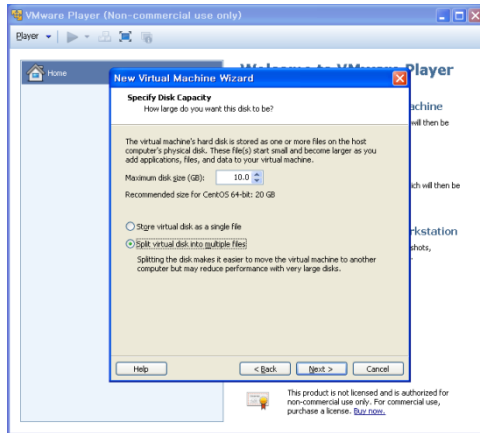 VMware Player (Non-commercial use only)
Player
Home
Player
achine
will then be
ich will then be
rkstation
shots,
New Virtual Machine Wizard
Specify Disk Capacity
How large do you want this disk to be?
The virtual machine's hard disk is stored as one or more files on the host
computer's physical disk. These file(s) start small and become larger as you
add applications, files, and data to your virtual machine.
Maximum disk size (GB): 10.0
Recommended size for CentOS 64-bit: 20 GB
Store virtual disk as a single file
Split virtual disk into multiple files
Splitting the disk makes it easier to move the virtual machine to another
computer but may reduce performance with very large disks.
Help
< Back
Next >
Cancel
This product is not licensed and is authorized for
non-commercial use only. For commercial use,
purchase a license. Buy now.